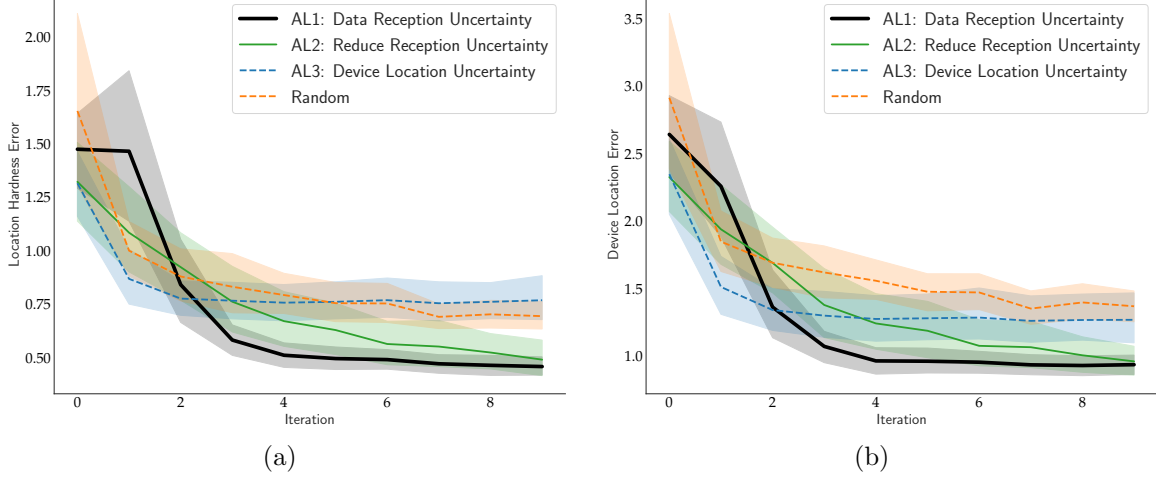 AL1: Data Reception Uncertainty
AL2: Reduce Reception Uncertainty
AL3: Device Location Uncertainty
Random
Location Hardness Error
2.00
1.75
1.50
1.25
1.00
0.75
0.50
0 2 4 6 8
Iteration
(a)
AL1: Data Reception Uncertainty
AL2: Reduce Reception Uncertainty
AL3: Device Location Uncertainty
Random
Device Location Error
3.5
3.0
2.5
2.0
1.5
1.0
0 2 4 6 8
Iteration
(b)